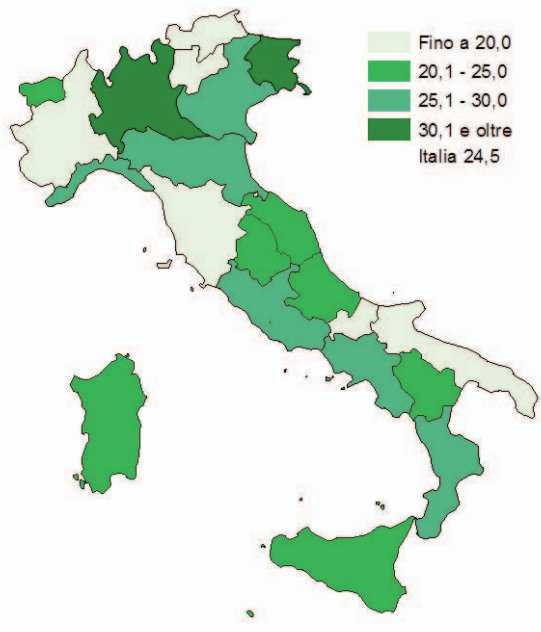 Fino a 20,0
20,1 - 25,0
25,1 - 30,0
30,1 e oltre
Italia 24,5